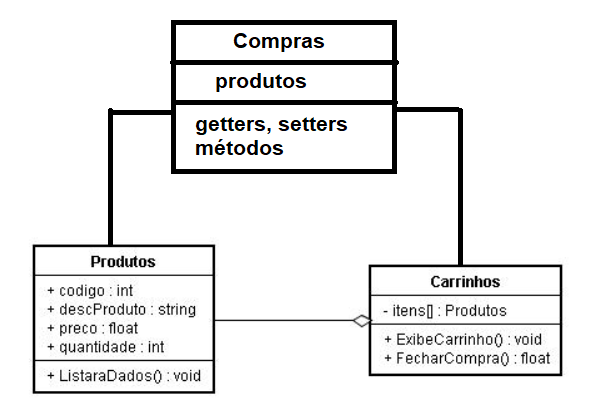 Compras
produtos
getters, setters
métodos
Produtos
+ codigo : int
+ descProduto : string
+ preco : float
+ quantidade : int
+ ListaraDados() : void
Carrinhos
- itens[] : Produtos
+ ExibeCarrinho() : void
+ FecharCompra() : float